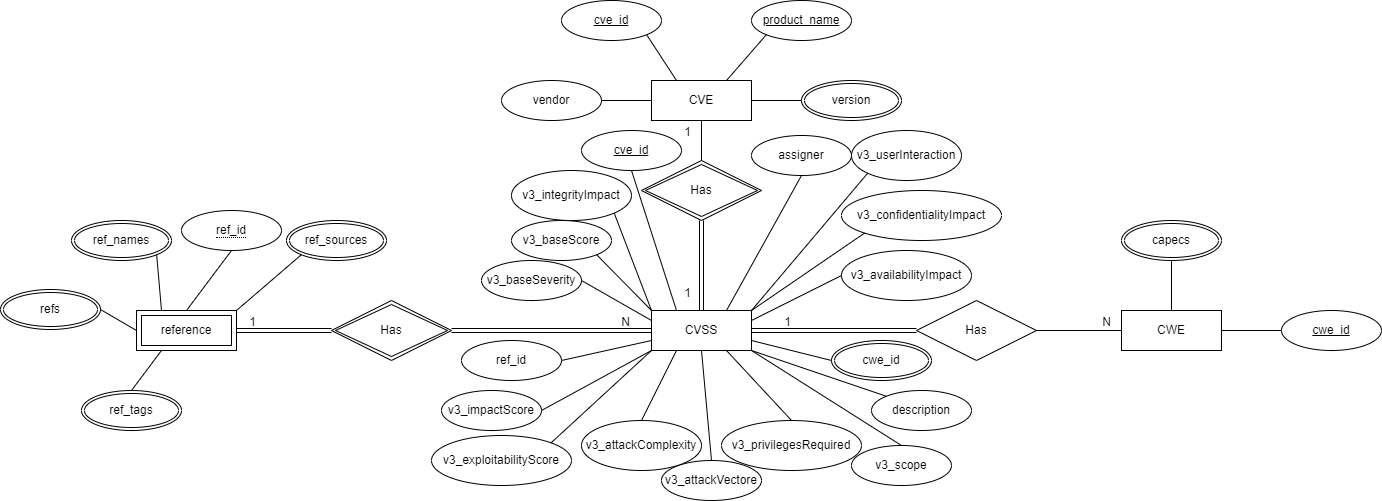 cve_id
product_name
vendor
CVE
version
1
cve_id
Has
assigner
v3_userInteraction
v3_integrityImpact
v3_confidentialityImpact
ref_names
ref_id
ref_sources
v3_baseScore
capecs
v3_baseSeverity
v3_availabilityImpact
1
refs
reference
1
Has
N
CVSS
1
Has
N
CWE
cwe_id
ref_id
cwe_id
ref_tags
v3_impactScore
description
v3_exploitabilityScore
v3_attackComplexity
v3_privilegesRequired
v3_scope
v3_attackVectore